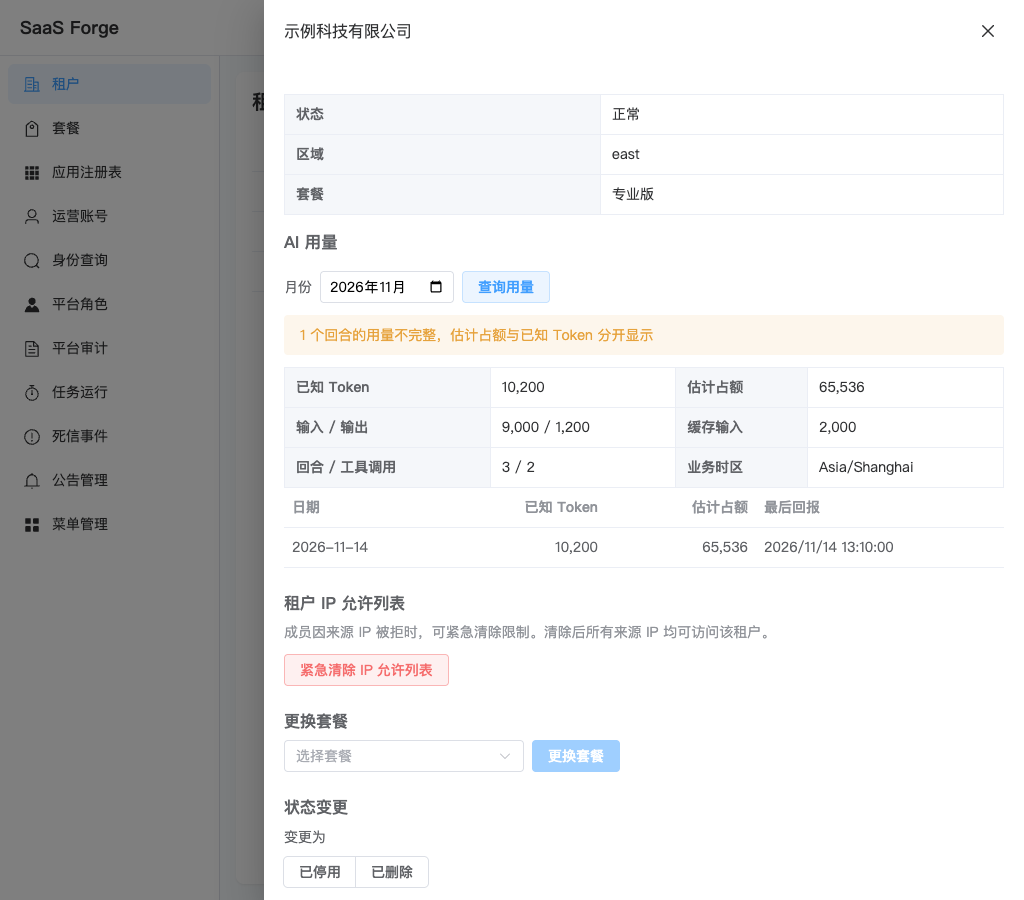 SaaS Forge
租户
套餐
应用注册表
运营账号
身份查询
平台角色
平台审计
任务运行
死信事件
公告管理
菜单管理
示例科技有限公司
状态 正常
区域 east
套餐 专业版
AI 用量
月份 2026年11月 查询用量
1 个回合的用量不完整，估计占额与已知 Token 分开显示
已知 Token 10,200 估计占额 65,536
输入 / 输出 9,000 / 1,200 缓存输入 2,000
回合 / 工具调用 3 / 2 业务时区 Asia/Shanghai
日期 已知 Token 估计占额 最后回报
2026-11-14 10,200 65,536 2026/11/14 13:10:00
租户 IP 允许列表
成员因来源 IP 被拒时，可紧急清除限制。清除后所有来源 IP 均可访问该租户。
紧急清除 IP 允许列表
更换套餐
选择套餐 更换套餐
状态变更
变更为
已停用 已删除